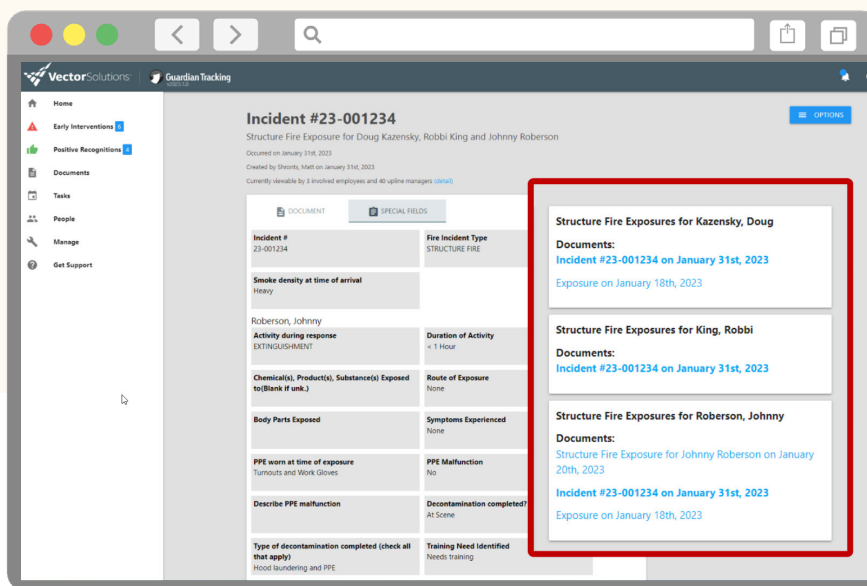 VectorSolutions
Guardian Tracking
v2023.1.0
Home
Early Interventions 6
Positive Recognitions 4
Documents
Tasks
People
Manage
Get Support
Incident #23-001234
Structure Fire Exposure for Doug Kazensky, Robbi King and Johnny Roberson
Occurred on January 31st, 2023
Created by Shronts, Matt on January 31st, 2023
Currently viewable by 3 involved employees and 40 upline managers (detail)
OPTIONS
DOCUMENT
SPECIAL FIELDS
Incident #
23-001234
Fire Incident Type
STRUCTURE FIRE
Smoke density at time of arrival
Heavy
Roberson, Johnny
Activity during response
EXTINGUISHMENT
Duration of Activity
< 1 Hour
Chemical(s), Product(s), Substance(s) Exposed
to(Blank if unk.)
Route of Exposure
None
Body Parts Exposed
Symptoms Experienced
None
PPE worn at time of exposure
Turnouts and Work Gloves
PPE Malfunction
No
Describe PPE malfunction
Decontamination completed?
At Scene
Type of decontamination completed (check all
that apply)
Hood laundering and PPE
Training Need Identified
Needs training
Structure Fire Exposures for Kazensky, Doug
Documents:
Incident #23-001234 on January 31st, 2023
Exposure on January 18th, 2023
Structure Fire Exposures for King, Robbi
Documents:
Incident #23-001234 on January 31st, 2023
Structure Fire Exposures for Roberson, Johnny
Documents:
Structure Fire Exposure for Johnny Roberson on January
20th, 2023
Incident #23-001234 on January 31st, 2023
Exposure on January 18th, 2023